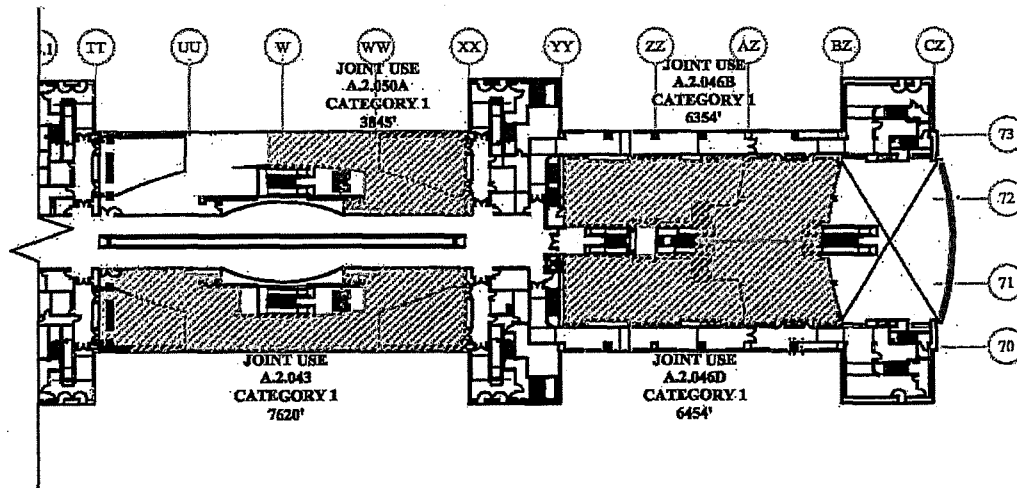 .1
TT
UU
W
WW
XX
YY
ZZ
AZ
BZ
CZ
JOINT USE
A.2.050A
CATEGORY 1
3845'
JOINT USE
A.2.046B
CATEGORY 1
6354'
73
72
71
70
JOINT USE
A.2.043
CATEGORY 1
7620'
JOINT USE
A.2.046D
CATEGORY 1
6454'